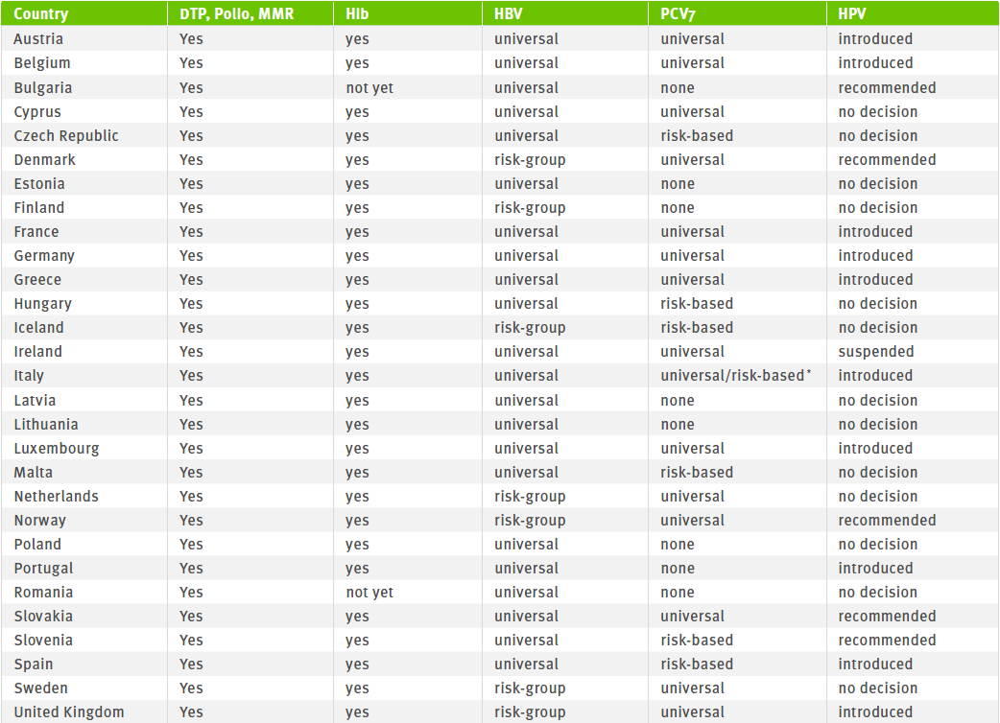 Country DTP, Polio, MMR Hib HBV PCV7 HPV
Austria Yes yes universal universal introduced
Belgium Yes yes universal universal introduced
Bulgaria Yes not yet universal none recommended
Cyprus Yes yes universal universal no decision
Czech Republic Yes yes universal risk-based no decision
Denmark Yes yes risk-group universal recommended
Estonia Yes yes universal none no decision
Finland Yes yes risk-group none no decision
France Yes yes universal universal introduced
Germany Yes yes universal universal introduced
Greece Yes yes universal universal introduced
Hungary Yes yes universal risk-based no decision
Iceland Yes yes risk-group risk-based no decision
Ireland Yes yes universal universal suspended
Italy Yes yes universal universal/risk-based* introduced
Latvia Yes yes universal none no decision
Lithuania Yes yes universal none no decision
Luxembourg Yes yes universal universal introduced
Malta Yes yes universal risk-based no decision
Netherlands Yes yes risk-group universal no decision
Norway Yes yes risk-group universal recommended
Poland Yes yes universal none no decision
Portugal Yes yes universal none introduced
Romania Yes not yet universal none no decision
Slovakia Yes yes universal universal recommended
Slovenia Yes yes universal risk-based recommended
Spain Yes yes universal risk-based introduced
Sweden Yes yes risk-group universal no decision
United Kingdom Yes yes risk-group universal introduced